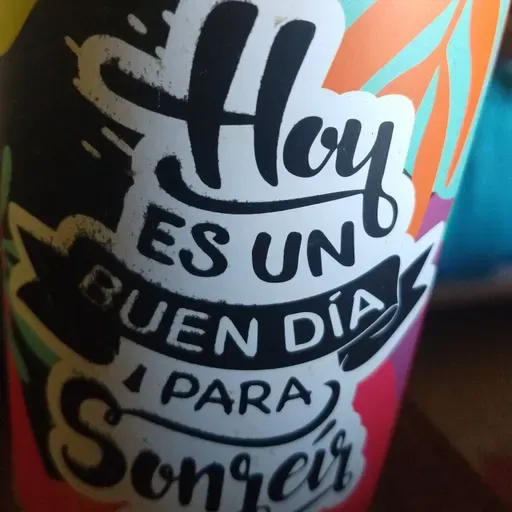 Hoy
ES UN
BUEN DÍA
PARA
Sonreír